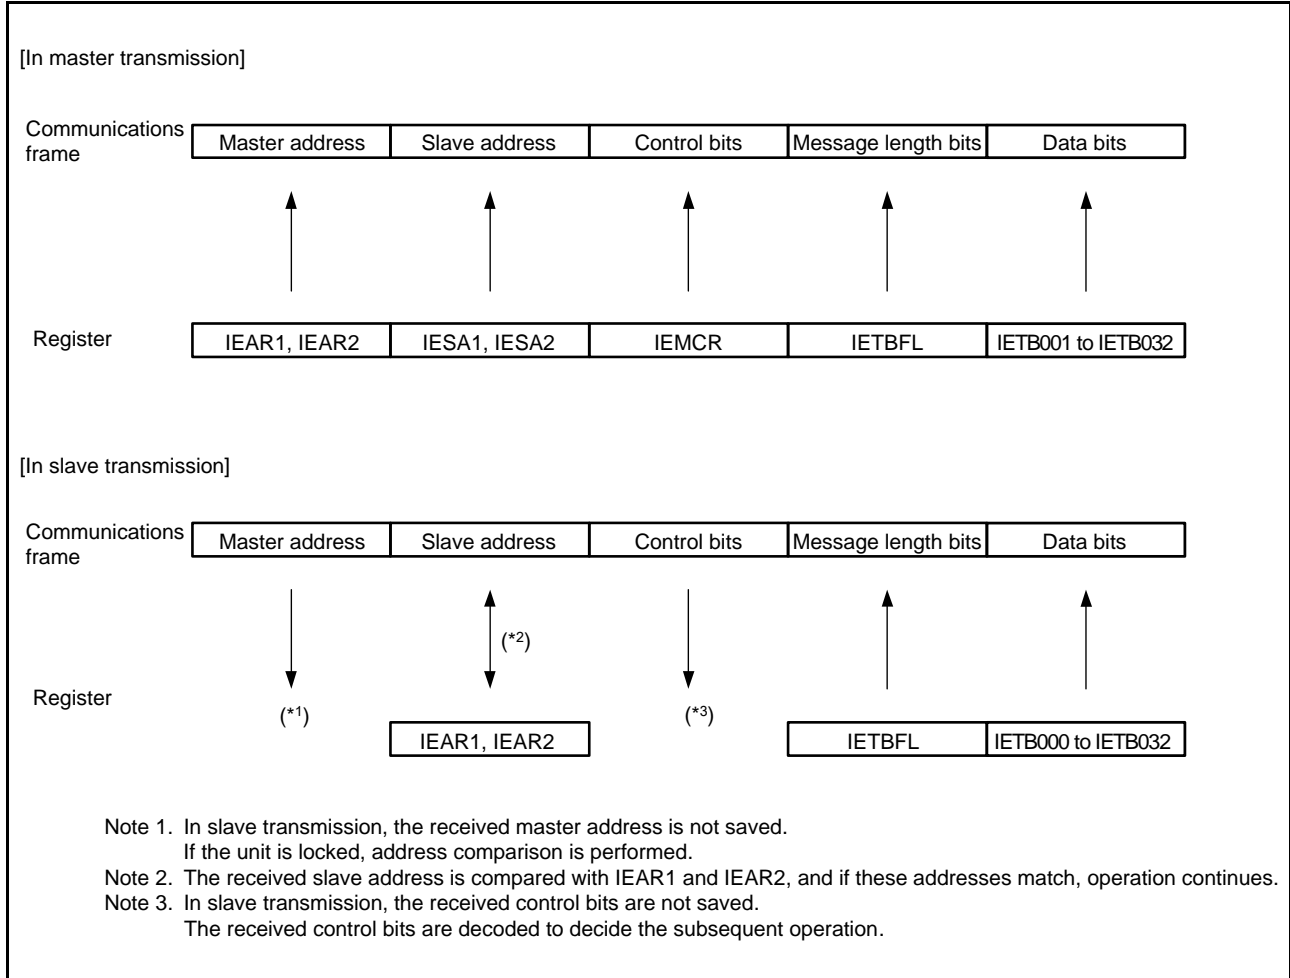 [In master transmission]
Communications
frame
Master address Slave address Control bits Message length bits Data bits
Register IEAR1, IEAR2 IESA1, IESA2 IEMCR IETBFL IETB001 to IETB032
[In slave transmission]
Communications
frame
Master address Slave address Control bits Message length bits Data bits
(*2)
Register
(*1) (*3)
IEAR1, IEAR2 IETBFL IETB000 to IETB032
Note 1. In slave transmission, the received master address is not saved.
If the unit is locked, address comparison is performed.
Note 2. The received slave address is compared with IEAR1 and IEAR2, and if these addresses match, operation continues.
Note 3. In slave transmission, the received control bits are not saved.
The received control bits are decoded to decide the subsequent operation.